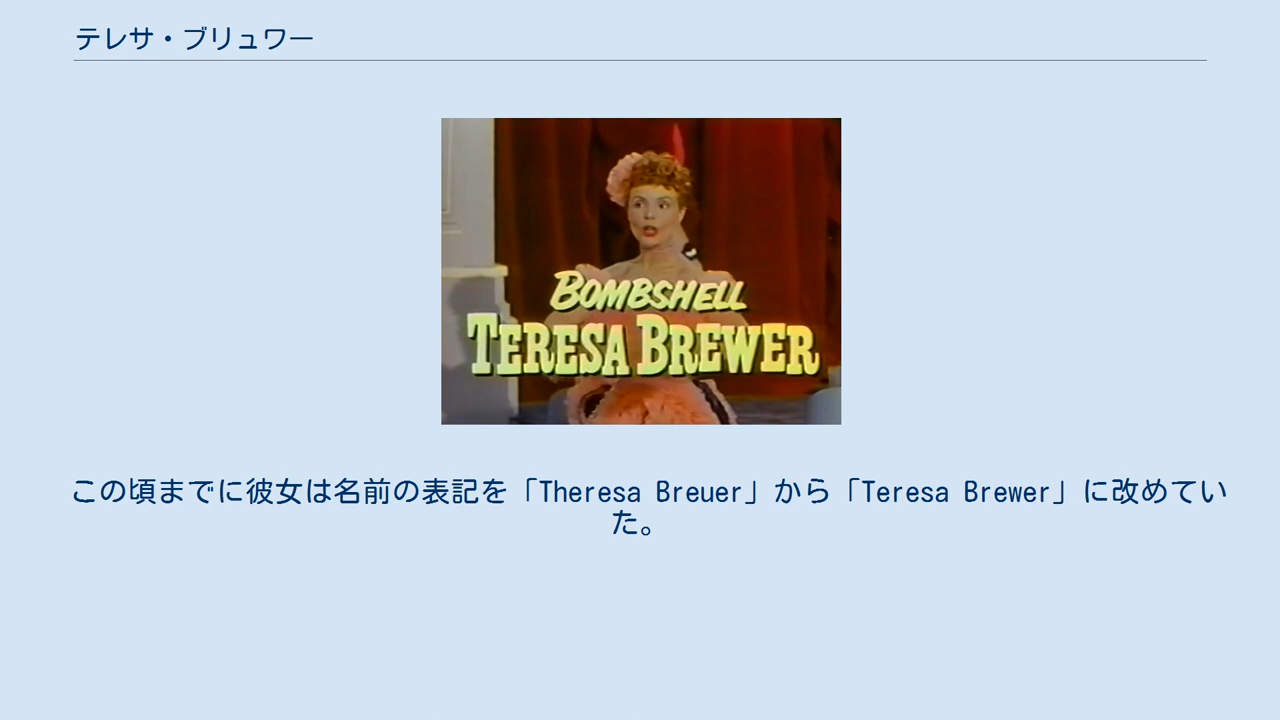 テレサ・ブリュワー
BOMBSHELL
TERESA BREWER
この頃までに彼女は名前の表記を「Theresa Breuer」から「Teresa Brewer」に改めてい
た。